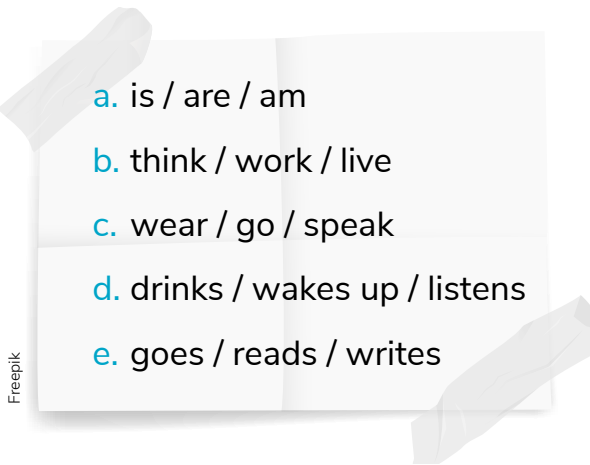 a. is / are / am
b. think / work / live
c. wear / go / speak
d. drinks / wakes up / listens
e. goes / reads / writes
Freepik